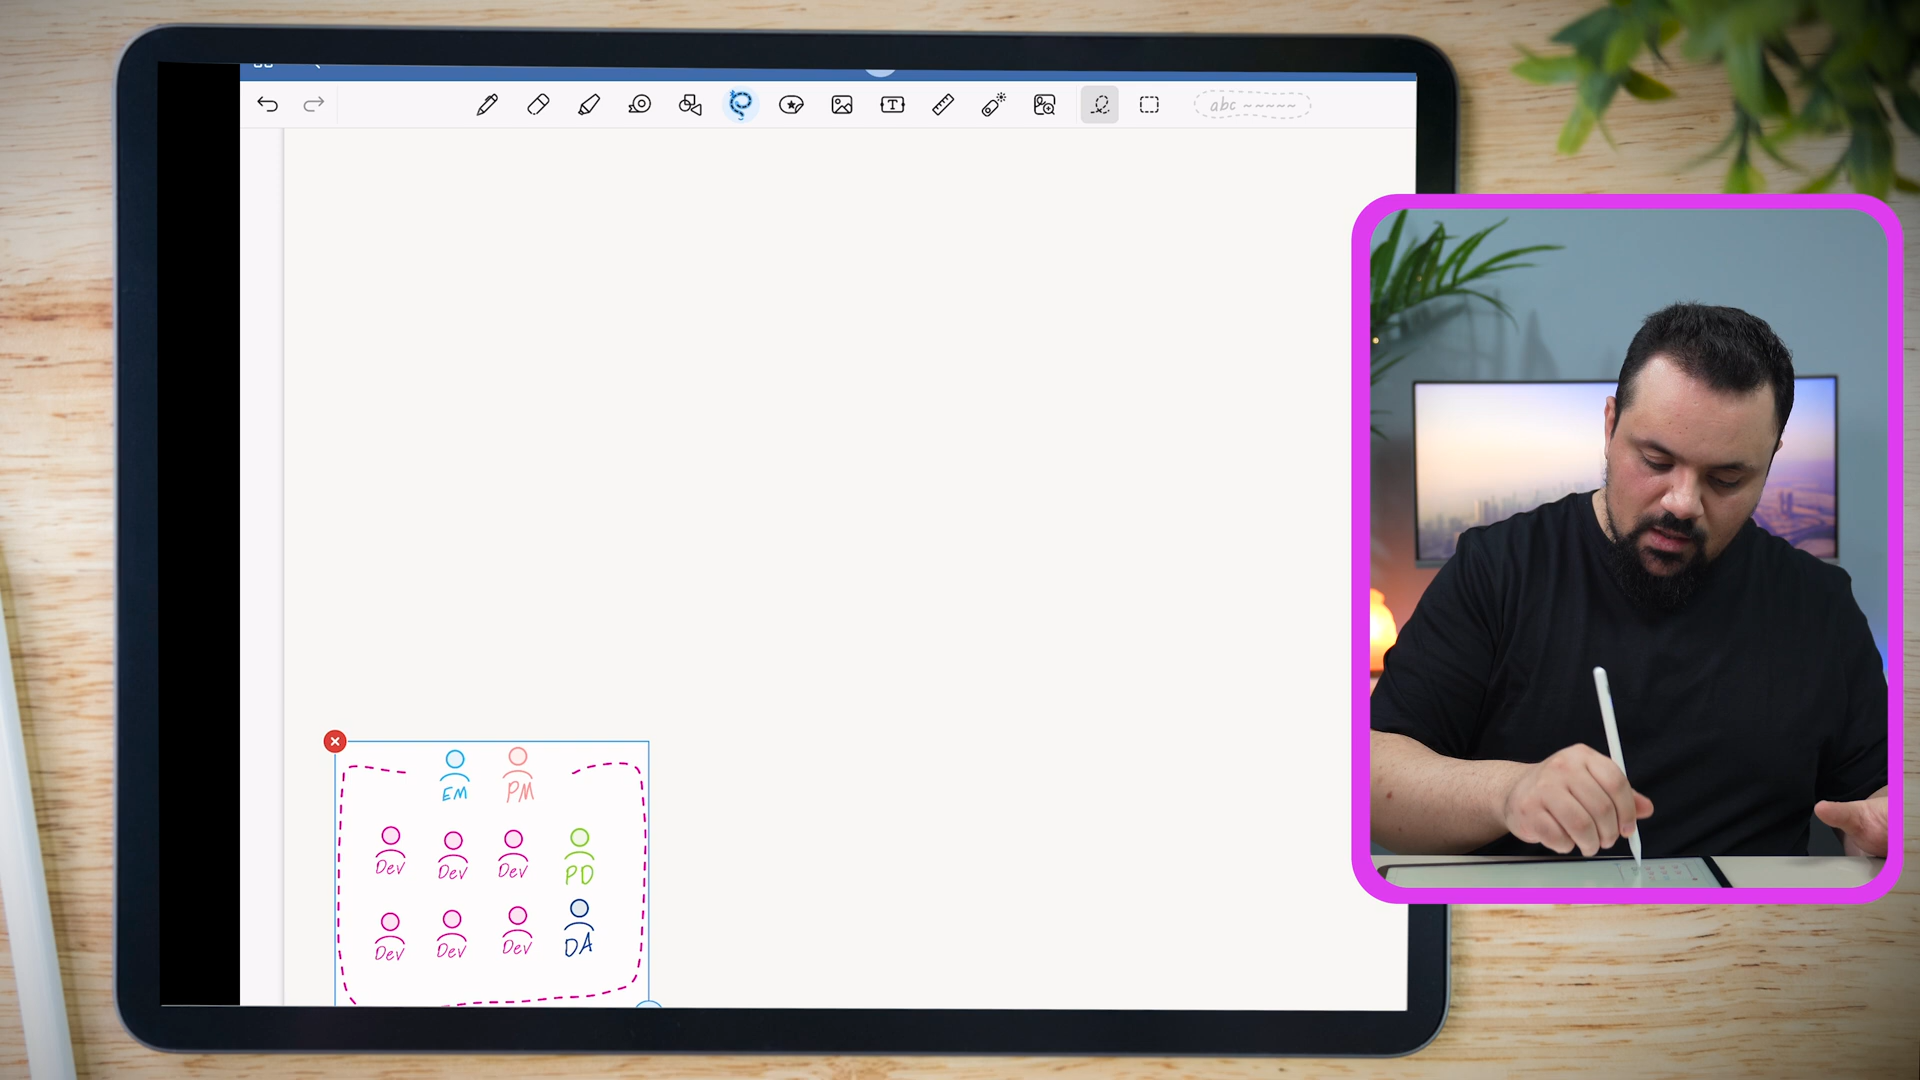 T
abc ~~~~~
EM PM
Dev Dev Dev PD
Dev Dev Dev DA